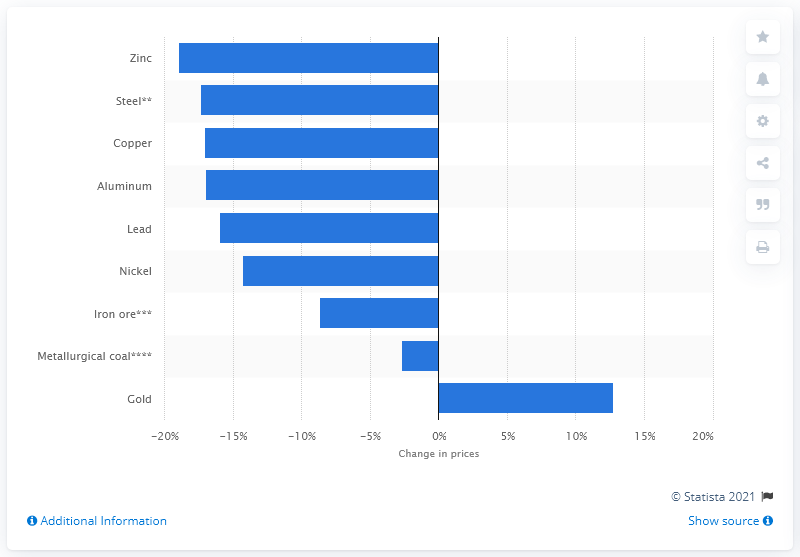 Zinc
Steel**
Copper
Aluminum
Lead
Nickel
Iron ore***
Metallurgical coal****
Gold
−20% −15% −10% −5% 0% 5% 10% 15% 20%
Change in prices
© Statista 2021
Additional Information Show source